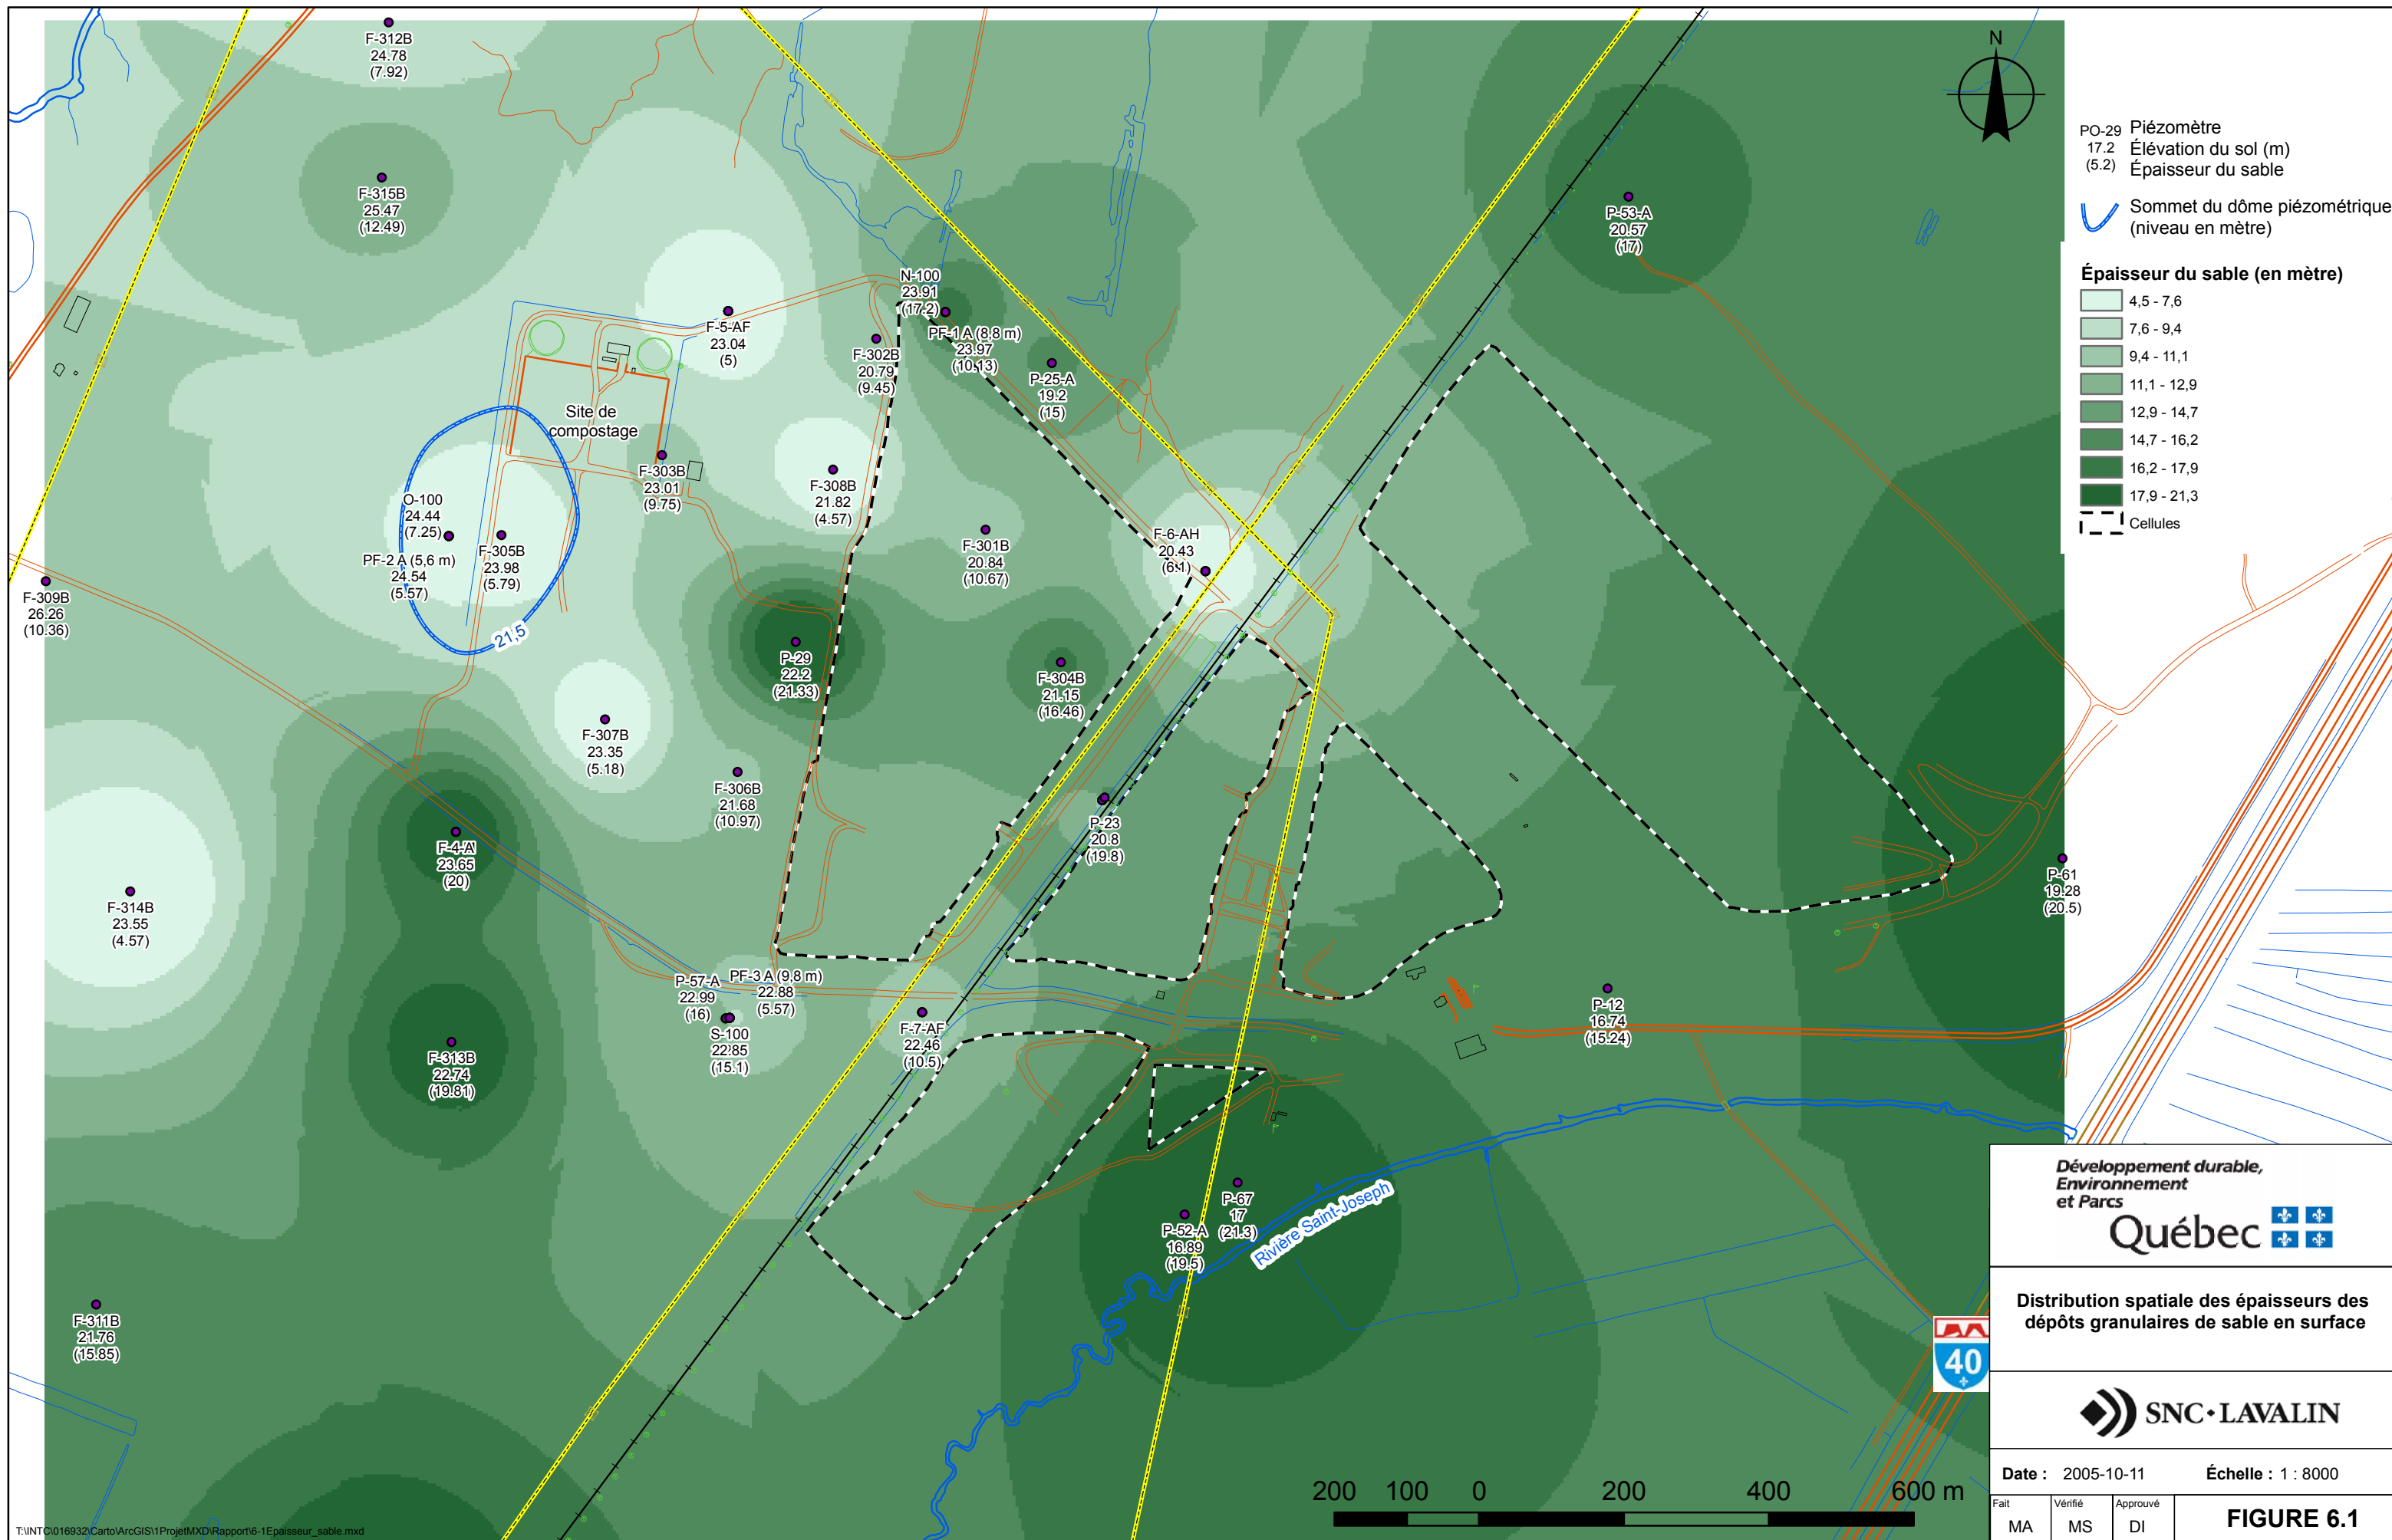 F-312B
24.78
(7.92)
F-315B
25.47
(12.49)
F-5-AF
23.04
(5)
N-100
23.91
(17.2)
PF-1 A (8,8 m)
23.97
(10.13)
F-302B
20.79
(9.45)
P-25-A
19.2
(15)
P-53-A
20.57
(17)
Site de
compostage
F-303B
23.01
(9.75)
F-308B
21.82
(4.57)
O-100
24.44
(7.25)
PF-2 A (5,6 m)
24.54
(5.57)
F-305B
23.98
(5.79)
F-301B
20.84
(10.67)
F-6-AH
20.43
(6.1)
F-309B
26.26
(10.36)
21,5
P-29
22.2
(21.33)
F-304B
21.15
(16.46)
F-307B
23.35
(5.18)
F-306B
21.68
(10.97)
P-23
20.8
(19.8)
F-4-A
23.65
(20)
F-314B
23.55
(4.57)
P-61
19.28
(20.5)
P-57-A
22.99
(16)
PF-3 A (9.8 m)
22.88
(5.57)
S-100
22.85
(15.1)
F-7-AF
22.46
(10.5)
P-12
16.74
(15.24)
F-313B
22.74
(19.81)
P-67
17
(21.3)
P-52-A
16.89
(19.5)
Rivière Saint-Joseph
F-311B
21.76
(15.85)
40
200 100 0 200 400 600 m
T:\INTC\016932\Carto\ArcGIS\1ProjetMXD\Rapport\6-1Epaisseur_sable.mxd
N
PO-29 Piézomètre
17.2 Élévation du sol (m)
(5.2) Épaisseur du sable
Sommet du dôme piézométrique
(niveau en mètre)
Épaisseur du sable (en mètre)
4,5 - 7,6
7,6 - 9,4
9,4 - 11,1
11,1 - 12,9
12,9 - 14,7
14,7 - 16,2
16,2 - 17,9
17,9 - 21,3
Cellules
Développement durable,
Environnement
et Parcs
Québec
Distribution spatiale des épaisseurs des
dépôts granulaires de sable en surface
SNC•LAVALIN
Date : 2005-10-11 Échelle : 1 : 8000
Fait Vérifié Approuvé
MA MS DI
FIGURE 6.1